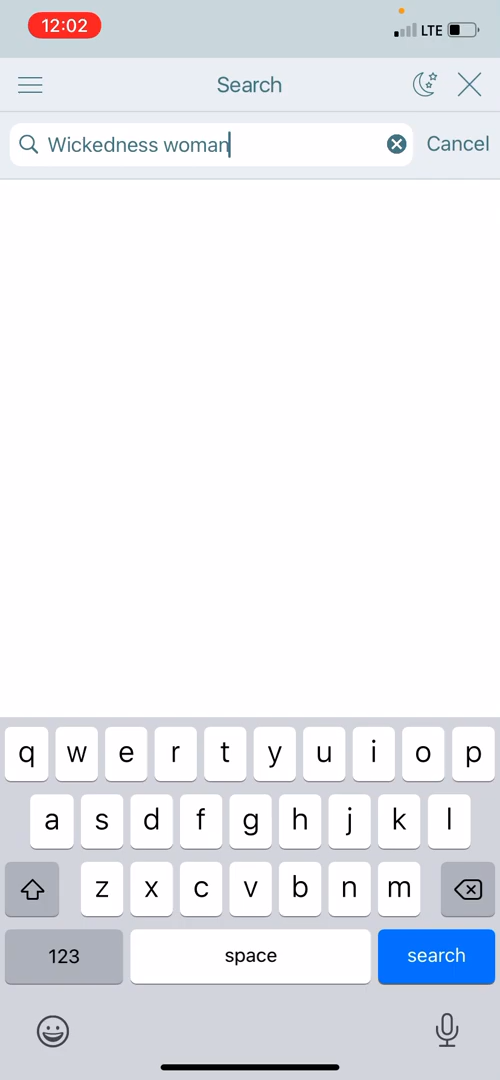 12:02
LTE
Search
Wickedness woman
Cancel
q w e r t y u i o p
a s d f g h j k l
z x c v b n m
123 space search